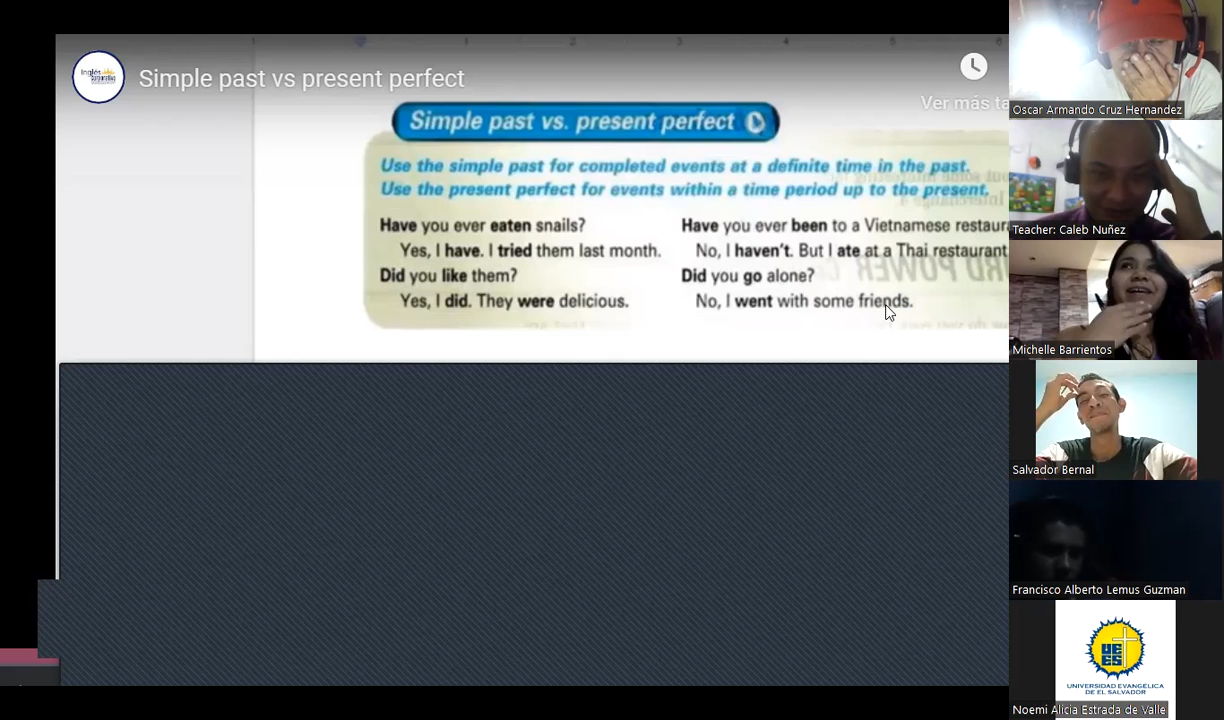 Simple past vs present perfect
Ver más ta
Simple past vs. present perfect
Use the simple past for completed events at a definite time in the past.
Use the present perfect for events within a time period up to the present.
Have you ever eaten snails?
Yes, I have. I tried them last month.
Did you like them?
Yes, I did. They were delicious.
Have you ever been to a Vietnamese restaura
No, I haven't. But I ate at a Thai restaurant
Did you go alone?
No, I went with some friends.
Oscar Armando Cruz Hernandez
Teacher: Caleb Nuñez
Michelle Barrientos
Salvador Bernal
Francisco Alberto Lemus Guzman
UEES
UNIVERSIDAD EVANGÉLICA
DE EL SALVADOR
Noemi Alicia Estrada de Valle